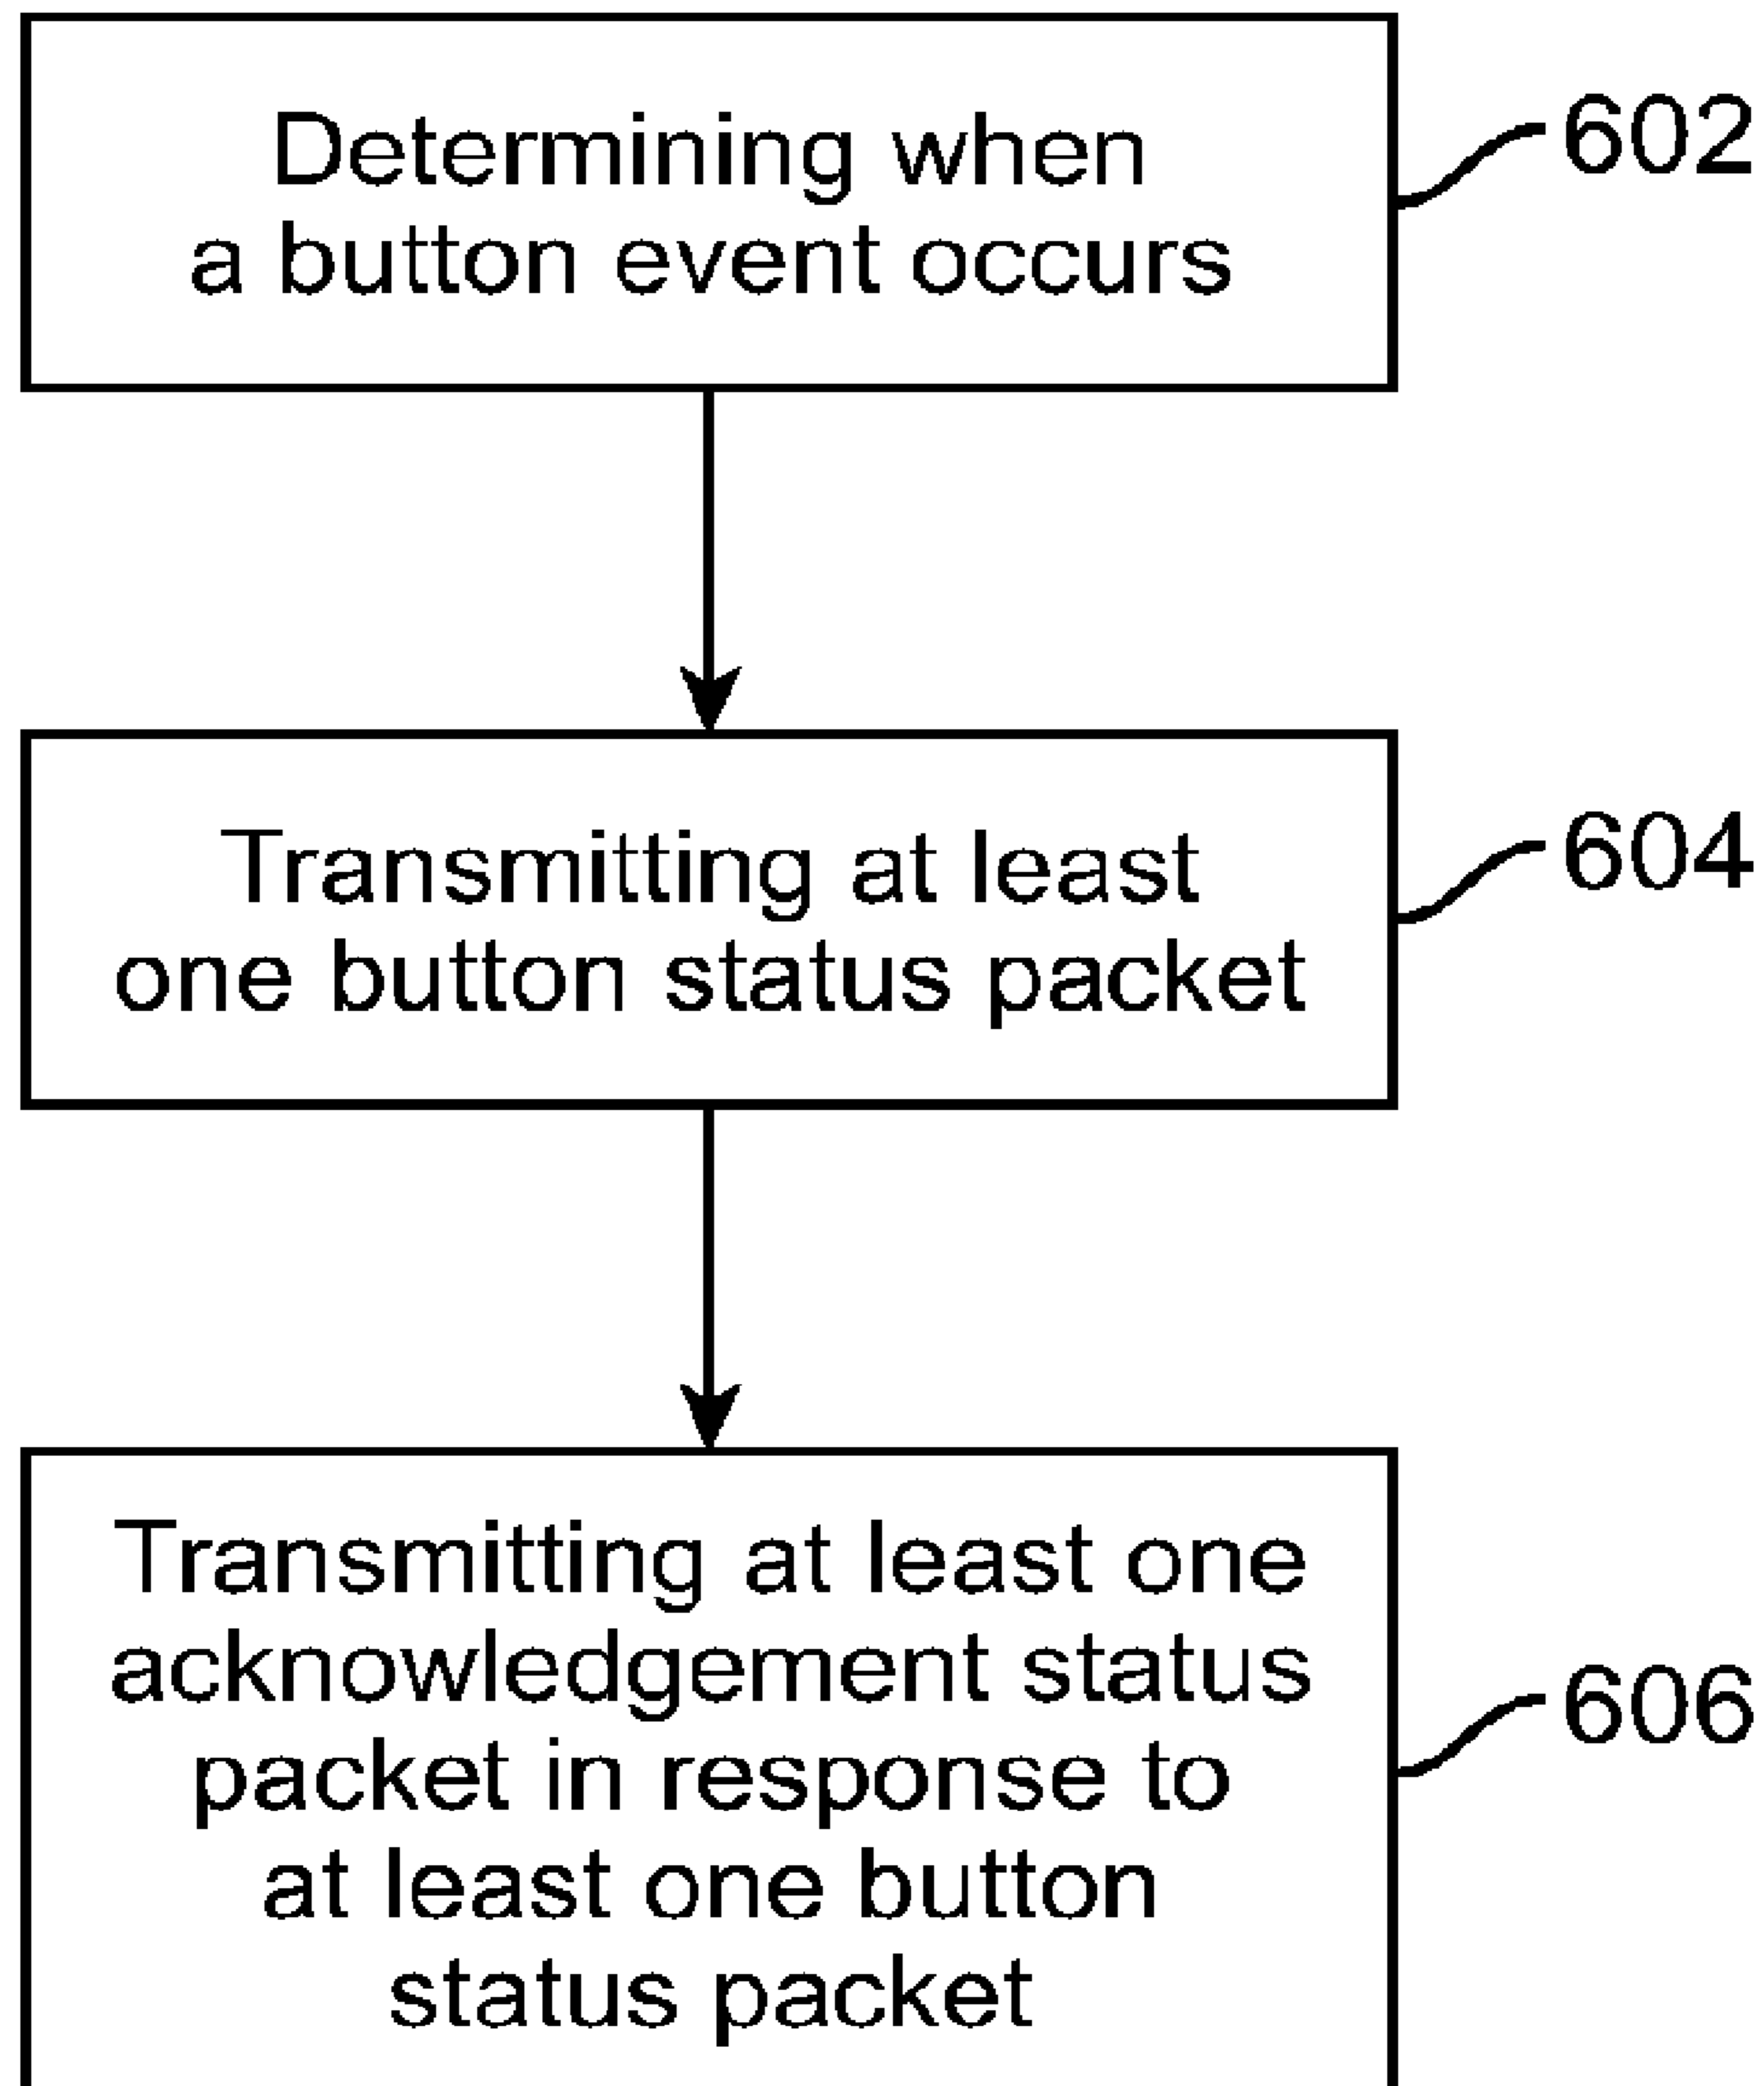 Determining when
a button event occurs
602
Transmitting at least
one button status packet
604
Transmitting at least one
acknowledgement status
packet in response to
at least one button
status packet
606